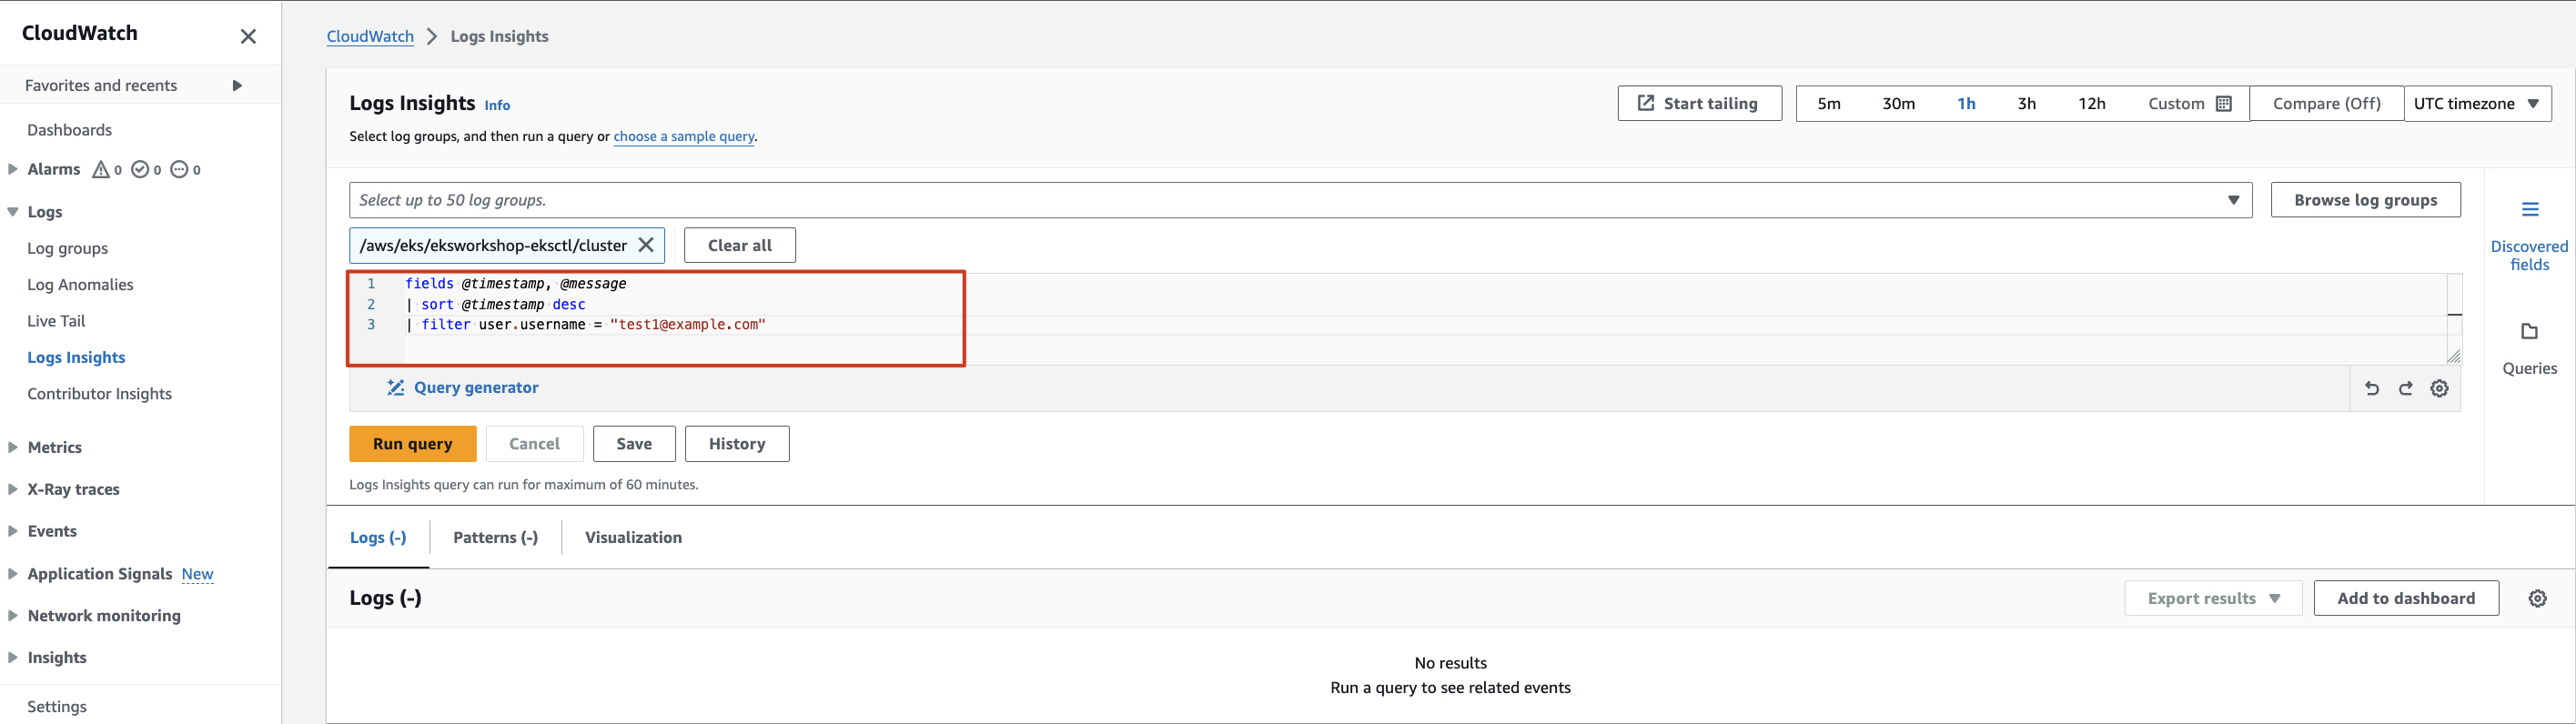 CloudWatch
Favorites and recents
Dashboards
Alarms 0 0 0
Logs
Log groups
Log Anomalies
Live Tail
Logs Insights
Contributor Insights
Metrics
X-Ray traces
Events
Application Signals New
Network monitoring
Insights
Settings
CloudWatch > Logs Insights
Logs Insights Info
Select log groups, and then run a query or choose a sample query.
Start tailing
5m 30m 1h 3h 12h Custom Compare (Off) UTC timezone
Select up to 50 log groups.
Browse log groups
/aws/eks/eksworkshop-eksctl/cluster
Clear all
1 fields @timestamp, @message
2 | sort @timestamp desc
3 | filter user.username = "test1@example.com"
Query generator
Run query Cancel Save History
Logs Insights query can run for maximum of 60 minutes.
Discovered
fields
Queries
Logs (-) Patterns (-) Visualization
Logs (-)
Export results Add to dashboard
No results
Run a query to see related events